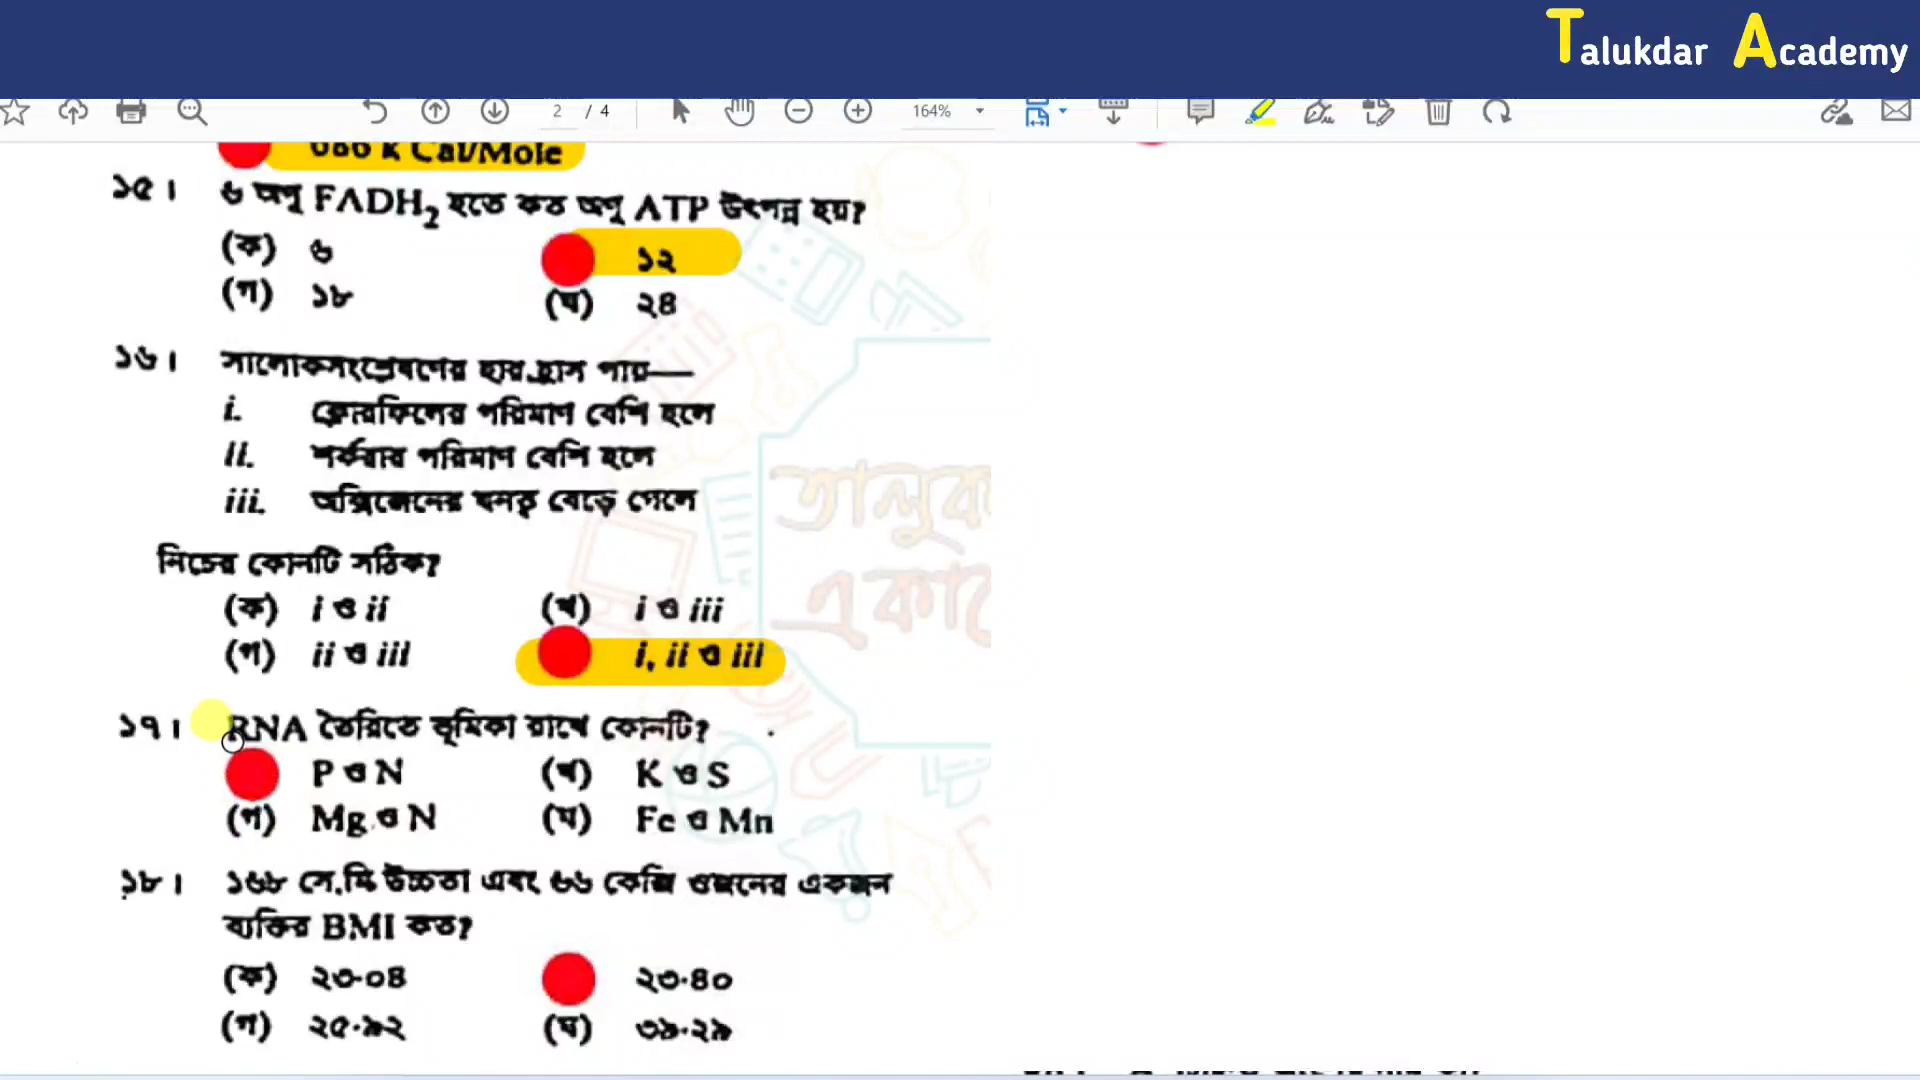 Talukdar Academy
2 / 4
164%
686 k Cal/Mole
১৫। ৬ অণু FADH₂ হতে কত অণু ATP উৎপন্ন হয়?
(ক) ৬ ১২
(গ) ১৮ (ঘ) ২৪
১৬। সালোকসংশ্লেষণের হার হ্রাস পায়—
i. ক্লোরফিলের পরিমাণ বেশি হলে
ii. শর্করার পরিমাণ বেশি হলে
iii. অক্সিজেনের ঘনত্ব বেড়ে গেলে
নিচের কোনটি সঠিক?
(ক) i ও ii (খ) i ও iii
(গ) ii ও iii i, ii ও iii
১৭। RNA তৈরিতে ভূমিকা রাখে কোনটি?
P ও N (খ) K ও S
(গ) Mg ও N (ঘ) Fe ও Mn
১৮। ১৬৮ সে.মি উচ্চতা এবং ৬৬ কেজি ওজনের একজন
ব্যক্তির BMI কত?
(ক) ২৩·০৪ ২৩·৪০
(গ) ২৫·৯২ (ঘ) ৩৯·২৯